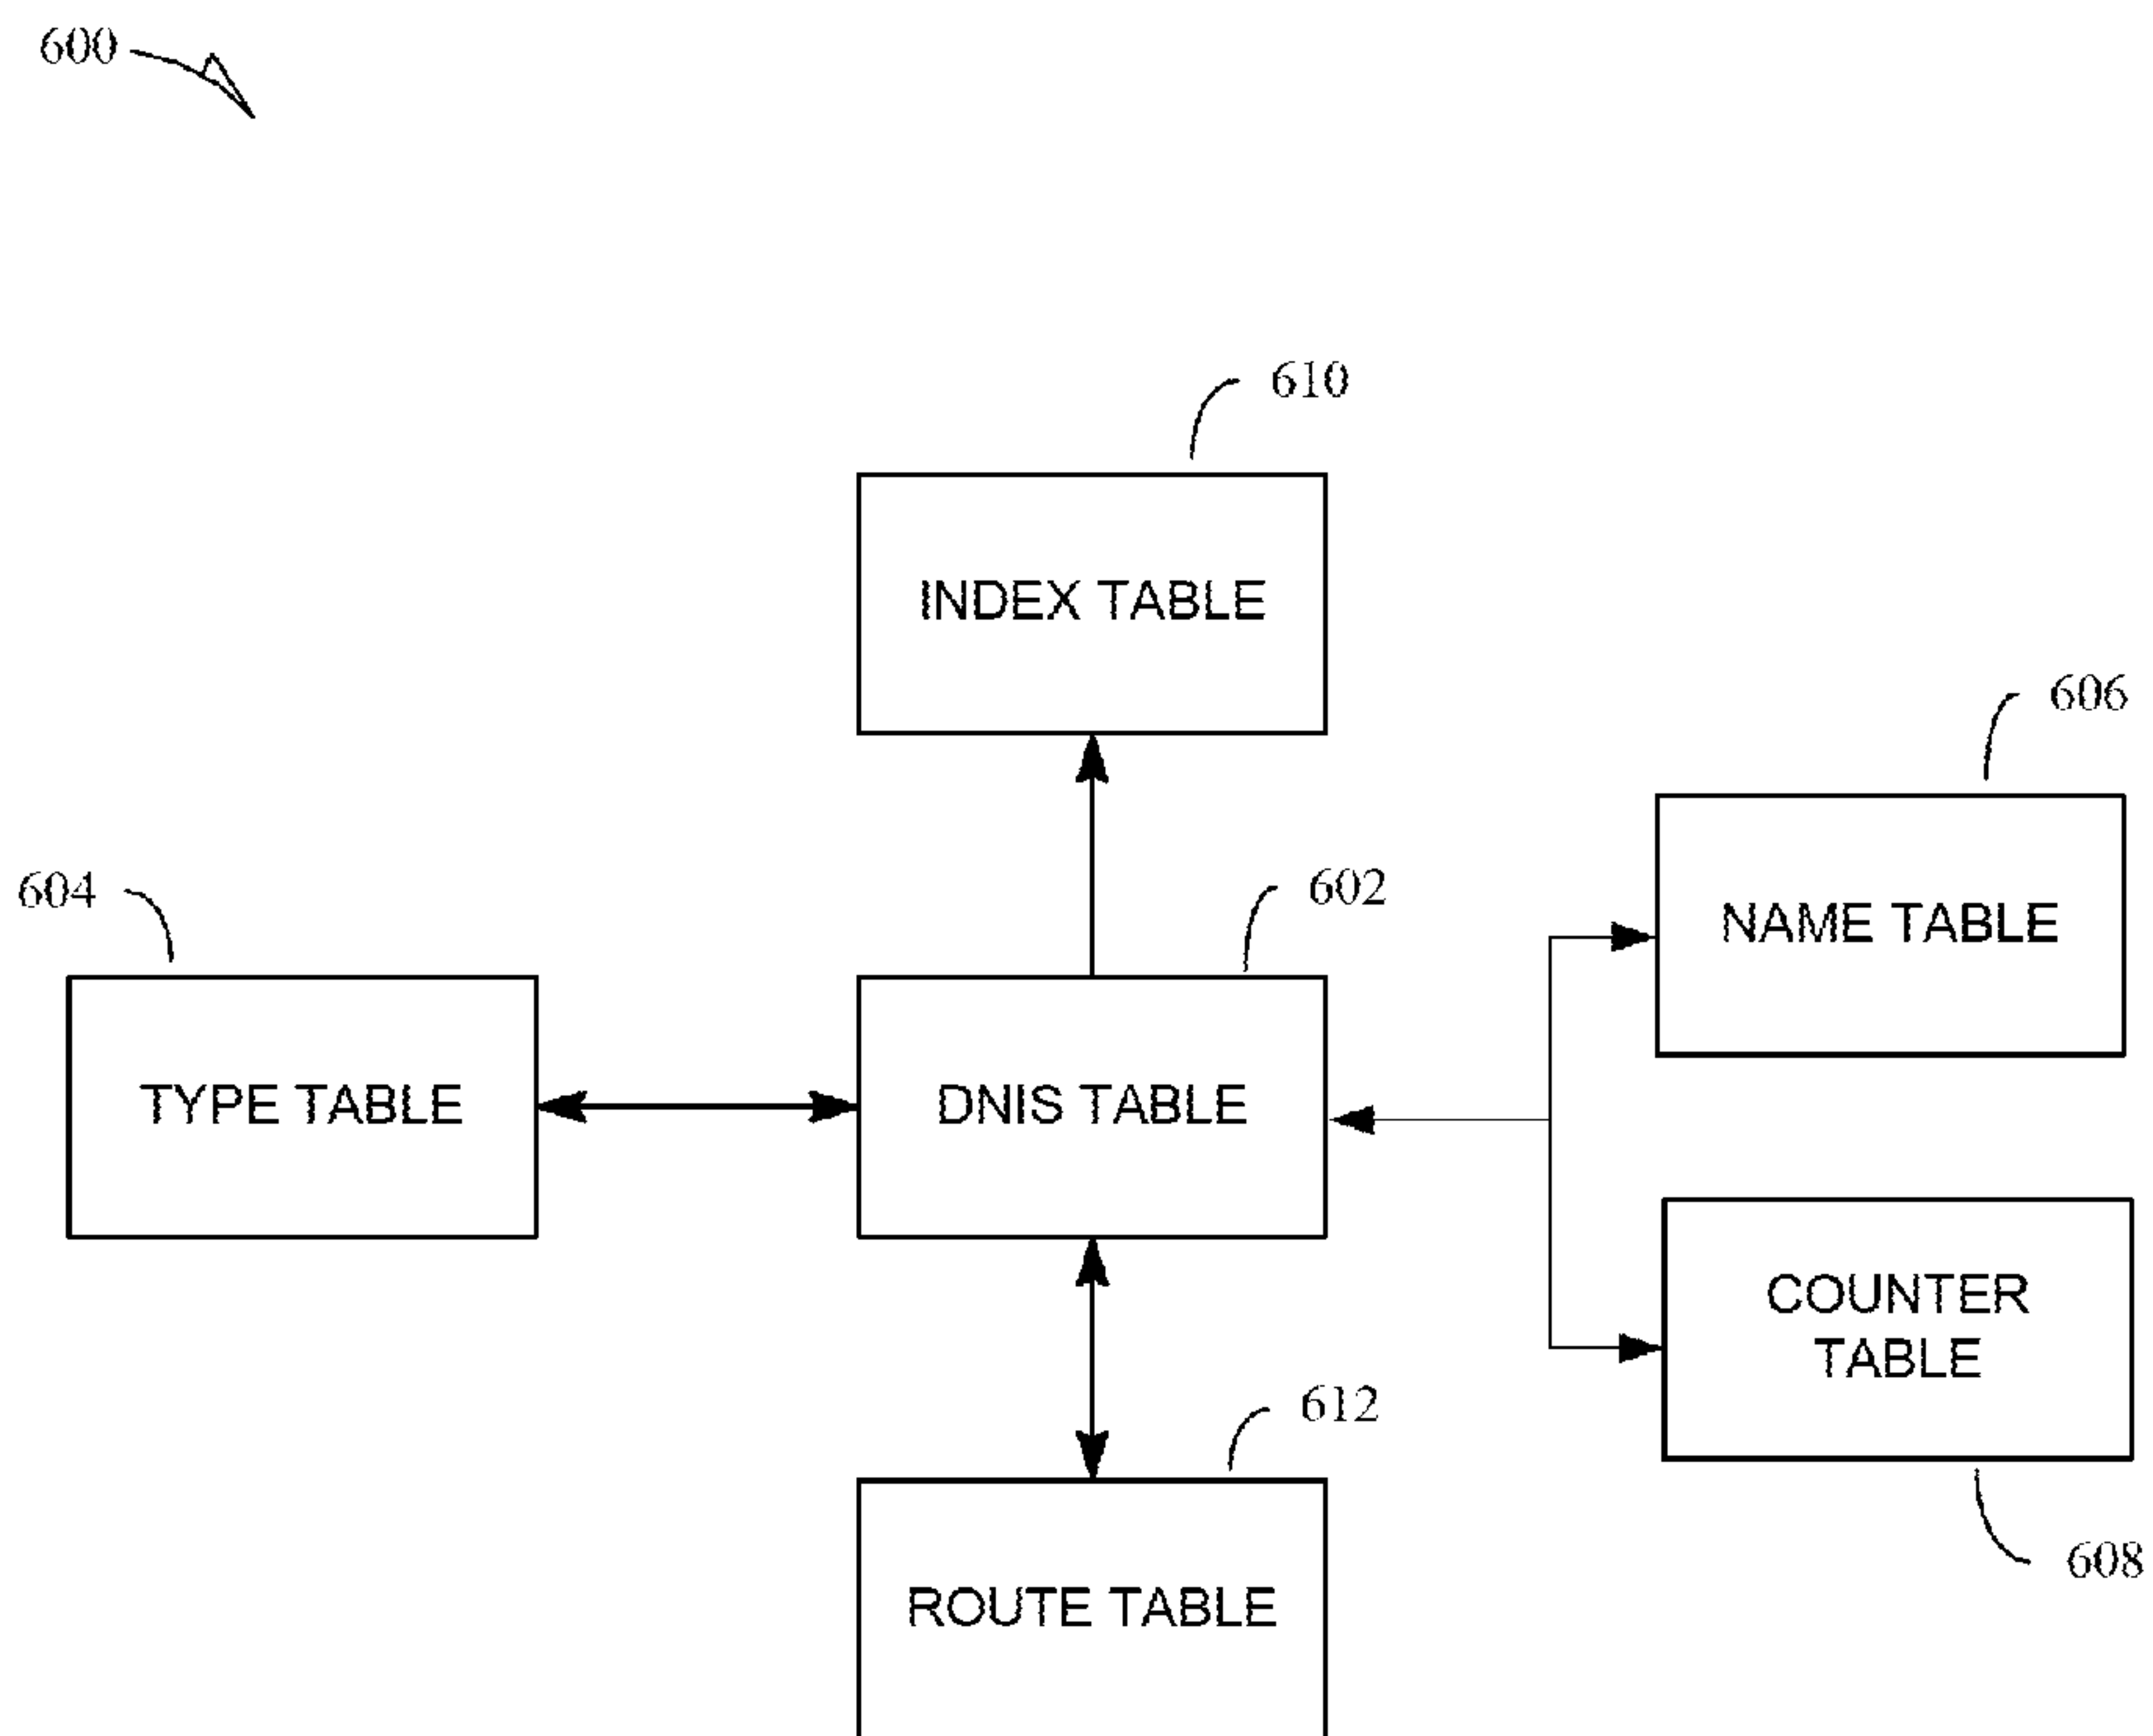 600
610
INDEX TABLE
606
NAME TABLE
604
602
TYPE TABLE
DNIS TABLE
COUNTER
TABLE
612
608
ROUTE TABLE